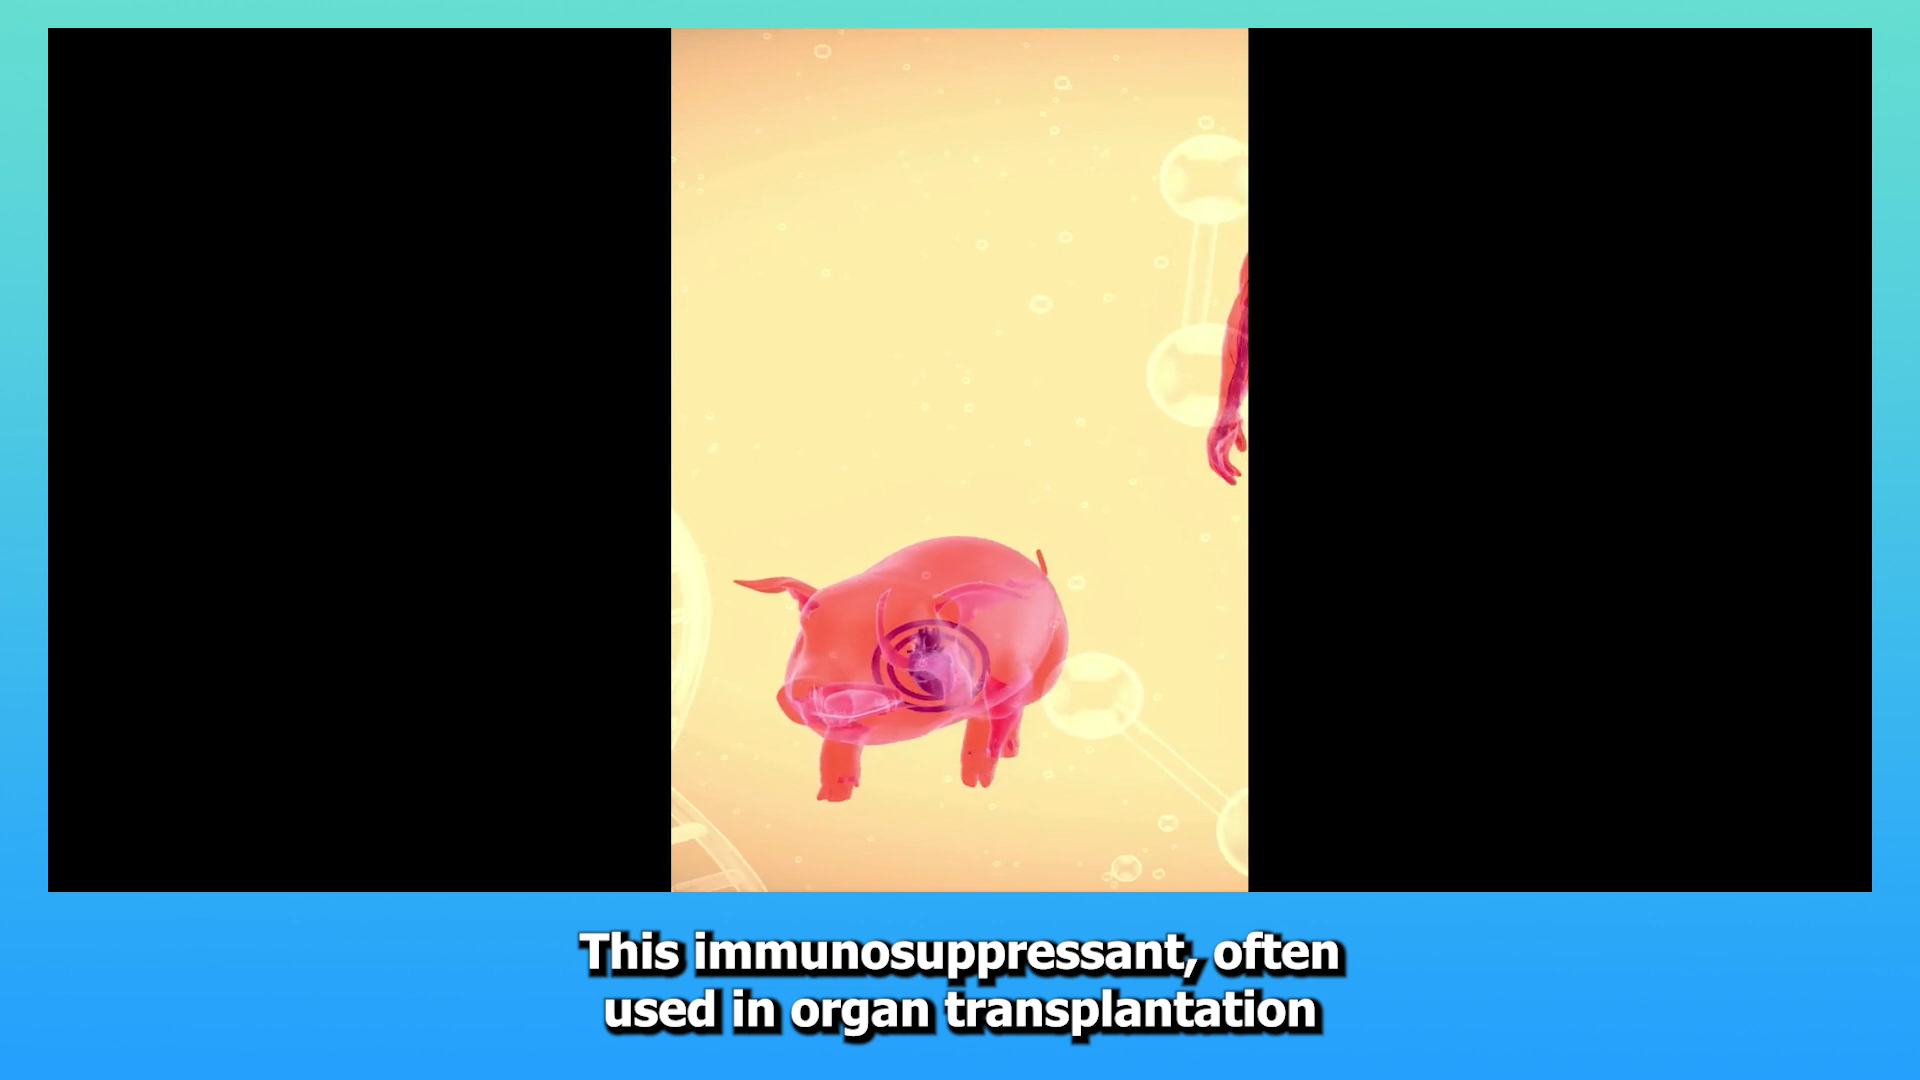 This immunosuppressant, often
used in organ transplantation